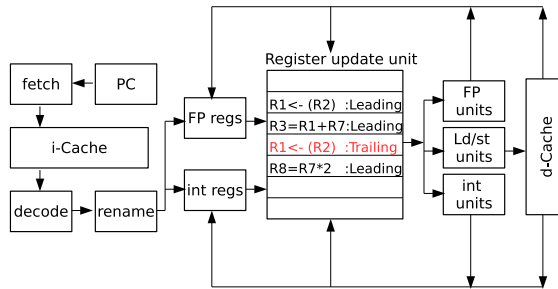 Register update unit
fetch
PC
i-Cache
decode
rename
FP regs
int regs
R1<- (R2) :Leading
R3=R1+R7:Leading
R1<- (R2) :Trailing
R8=R7*2 :Leading
FP
units
Ld/st
units
int
units
d-Cache